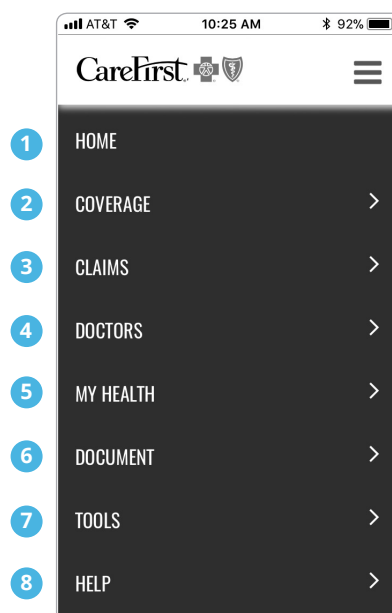 AT&T 10:25 AM 92%
CareFirst
1 HOME
2 COVERAGE
3 CLAIMS
4 DOCTORS
5 MY HEALTH
6 DOCUMENT
7 TOOLS
8 HELP